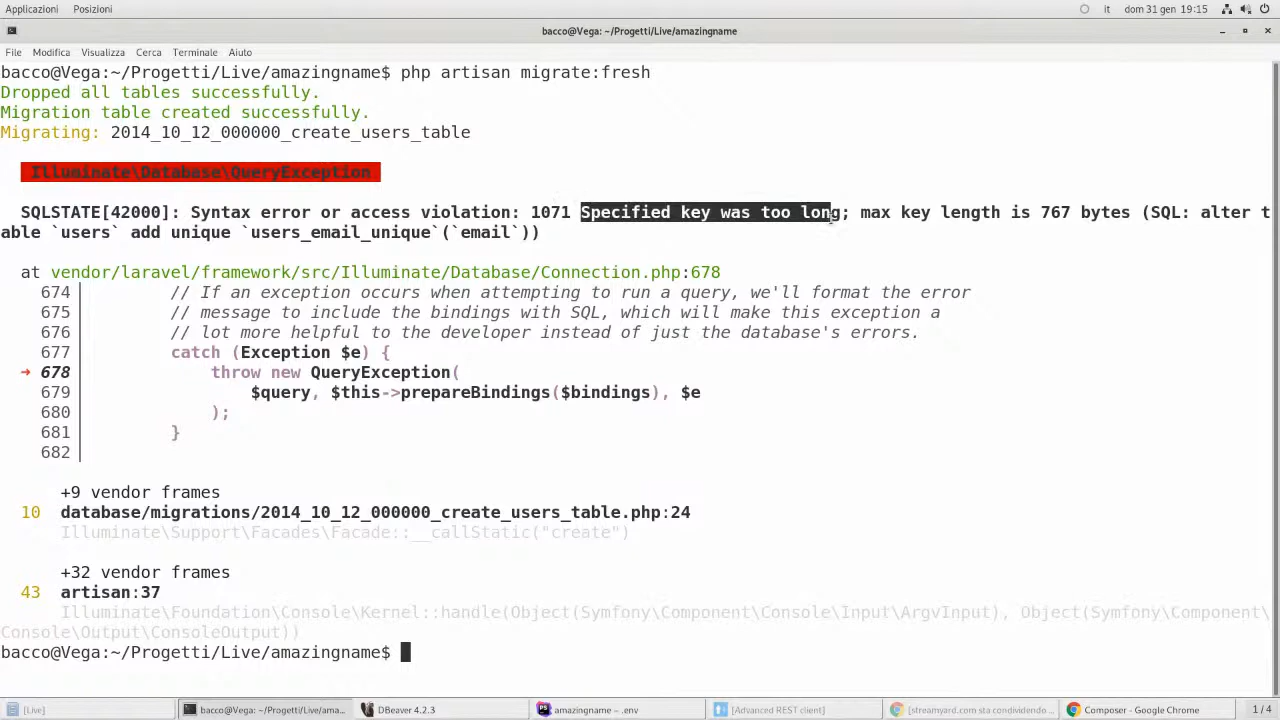 Applicazioni Posizioni it dom 31 gen 19:15
bacco@Vega: ~/Progetti/Live/amazingname
File Modifica Visualizza Cerca Terminale Aiuto
bacco@Vega:~/Progetti/Live/amazingname$ php artisan migrate:fresh
Dropped all tables successfully.
Migration table created successfully.
Migrating: 2014_10_12_000000_create_users_table
Illuminate\Database\QueryException
SQLSTATE[42000]: Syntax error or access violation: 1071 Specified key was too long; max key length is 767 bytes (SQL: alter t
able `users` add unique `users_email_unique`(`email`))
at vendor/laravel/framework/src/Illuminate/Database/Connection.php:678
674 // If an exception occurs when attempting to run a query, we'll format the error
675 // message to include the bindings with SQL, which will make this exception a
676 // lot more helpful to the developer instead of just the database's errors.
677 catch (Exception $e) {
➜ 678 throw new QueryException(
679 $query, $this->prepareBindings($bindings), $e
680 );
681 }
682
+9 vendor frames
10 database/migrations/2014_10_12_000000_create_users_table.php:24
Illuminate\Support\Facades\Facade::__callStatic("create")
+32 vendor frames
43 artisan:37
Illuminate\Foundation\Console\Kernel::handle(Object(Symfony\Component\Console\Input\ArgvInput), Object(Symfony\Component\
Console\Output\ConsoleOutput))
bacco@Vega:~/Progetti/Live/amazingname$
[Live] bacco@Vega: ~/Progetti/Live/ama... DBeaver 4.2.3 amazingname – .env [Advanced REST client] [streamyard.com sta condividendo ... Composer - Google Chrome 1 / 4